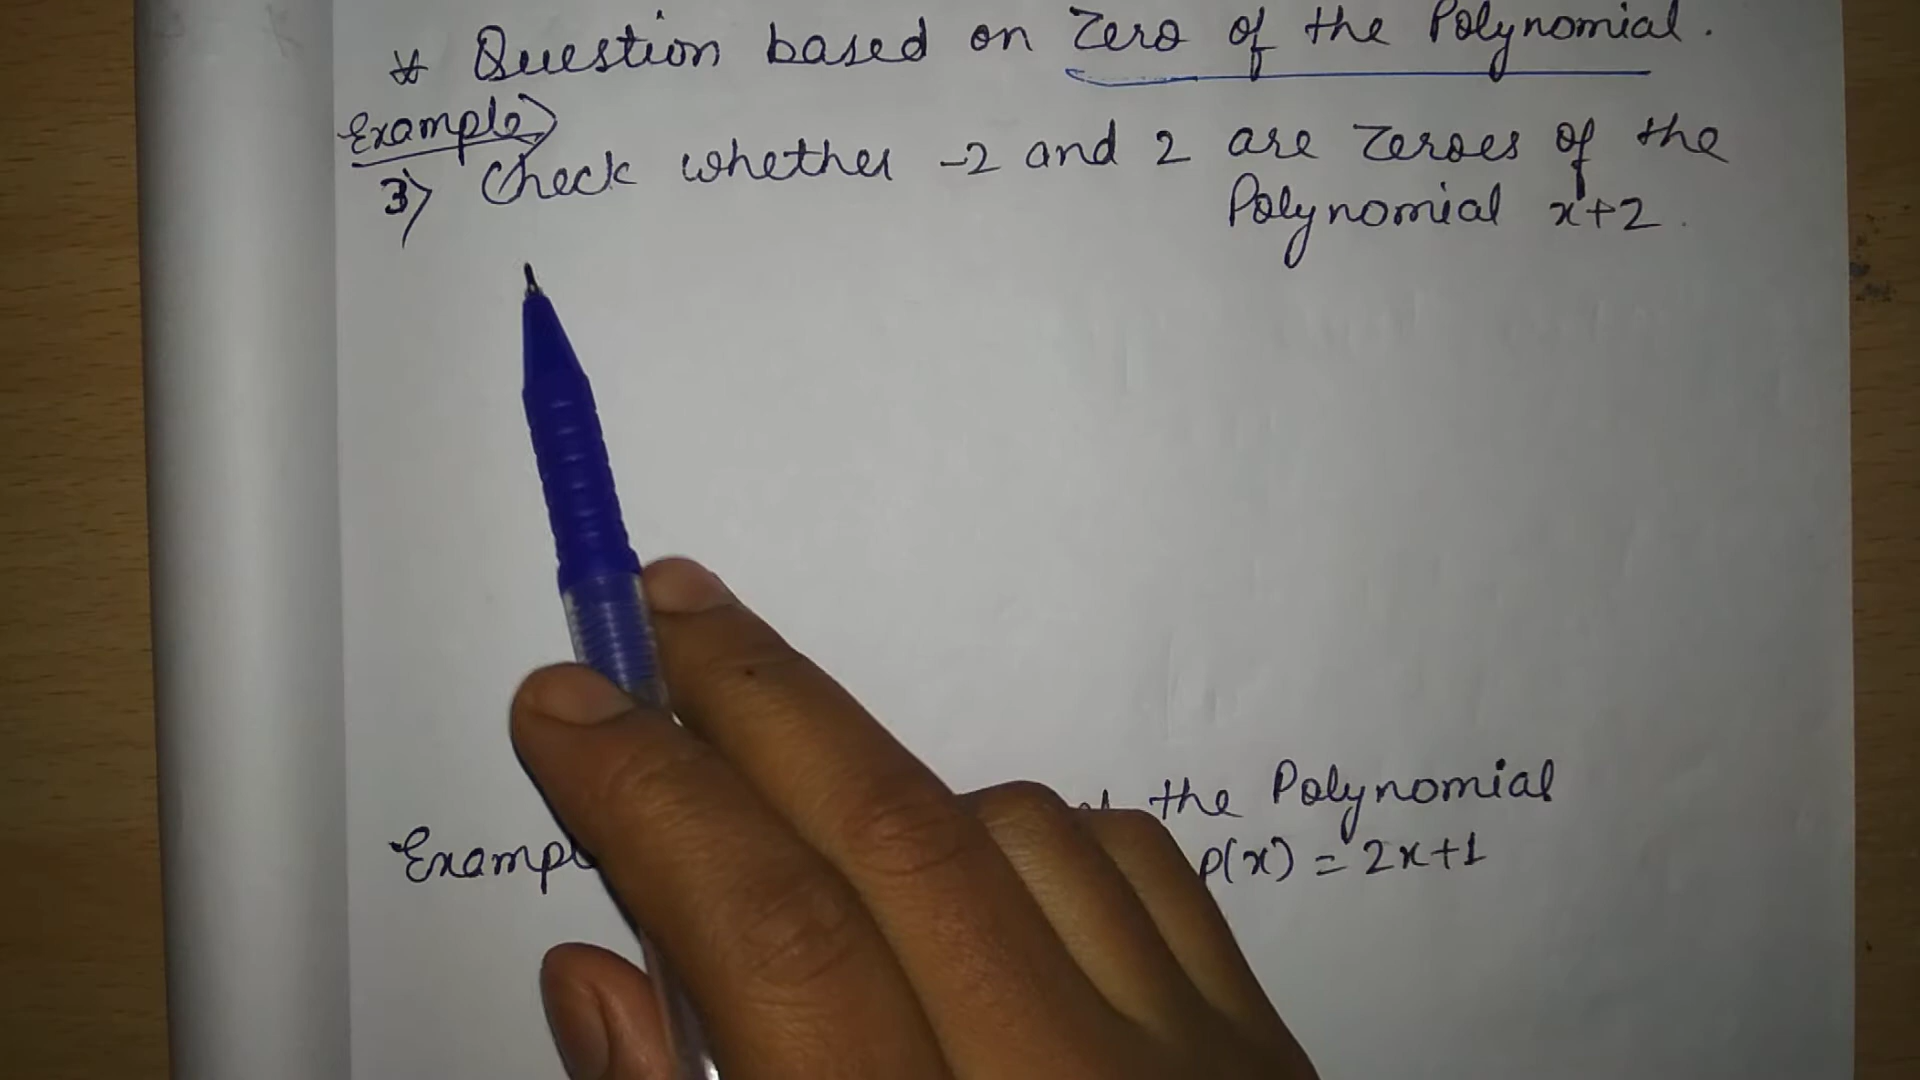 * Question based on Zero of the Polynomial.
Example
3) Check whether -2 and 2 are Zeroes of the
Polynomial x+2.
the Polynomial
p(x) = 2x+1